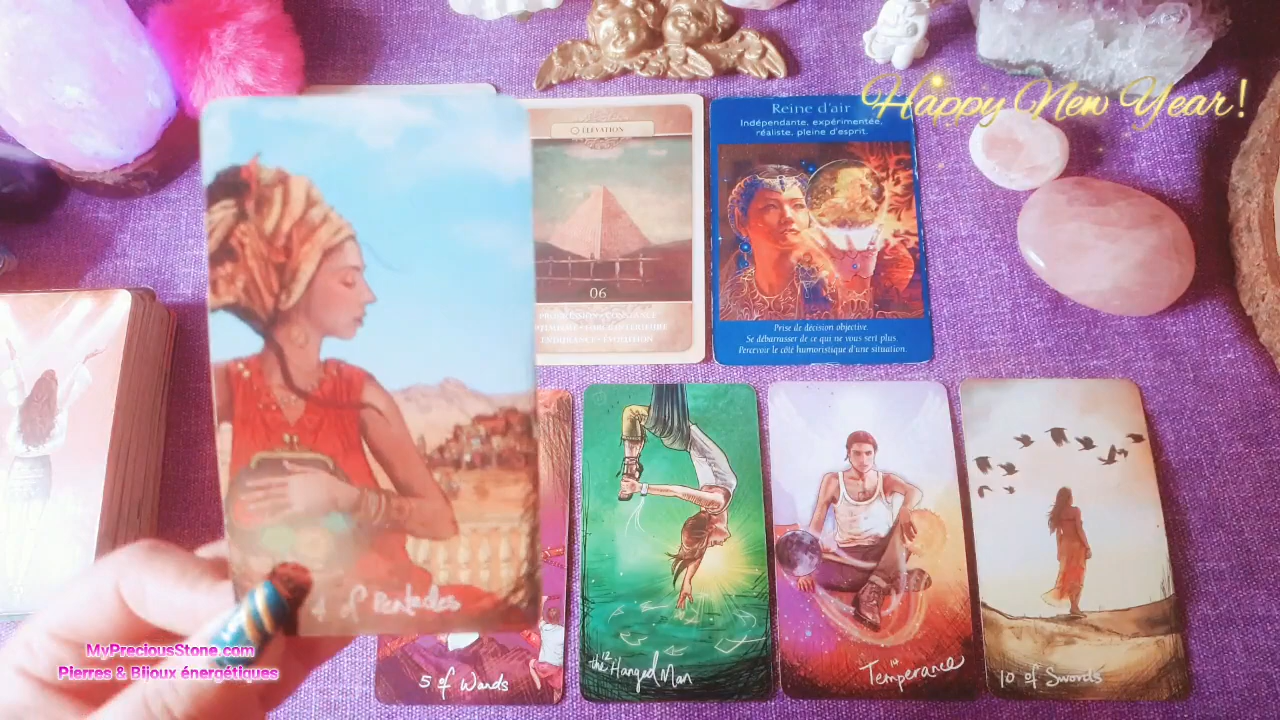 Happy New Year!
ÉLÉVATION
06
Reine d'air
Indépendante, expérimentée,
réaliste, pleine d'esprit.
Prise de décision objective.
Se débarrasser de ce qui ne vous sert plus.
Percevoir le côté humoristique d'une situation.
4 of Pentacles
5 of Wands
12
the Hanged Man
14
Temperance
10 of Swords
MyPreciousStone.com
Pierres & Bijoux énergétiques